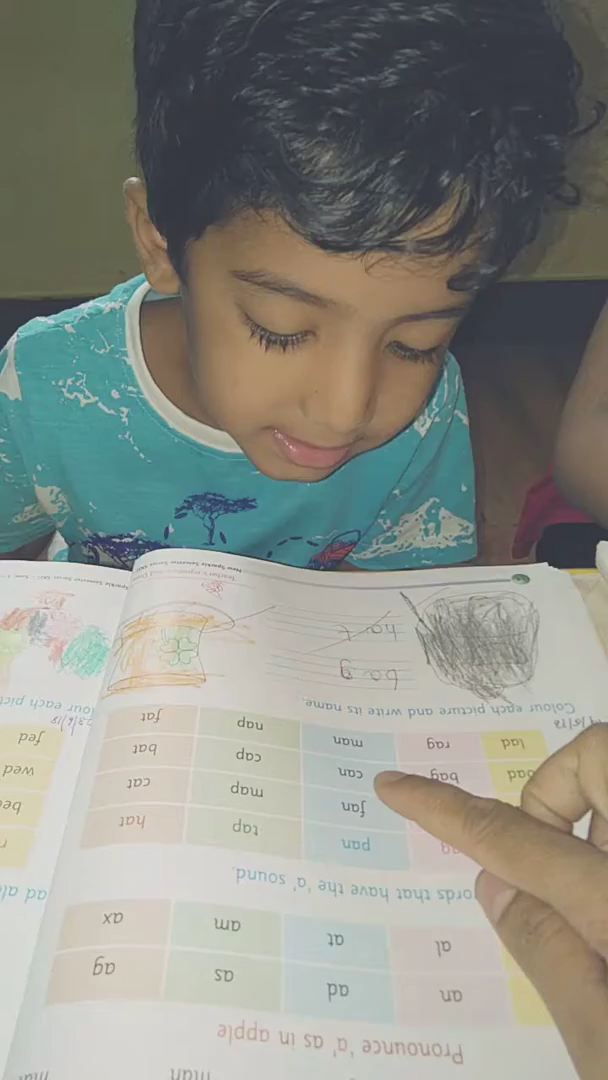 Pronounce 'a' as in apple
an ad as ag
al at am ax
words that have the 'a' sound.
pan tap hat
fan map cat
bag can cap bat wed
lad rag man nap fat fed
Colour each picture and write its name.
bag
hat